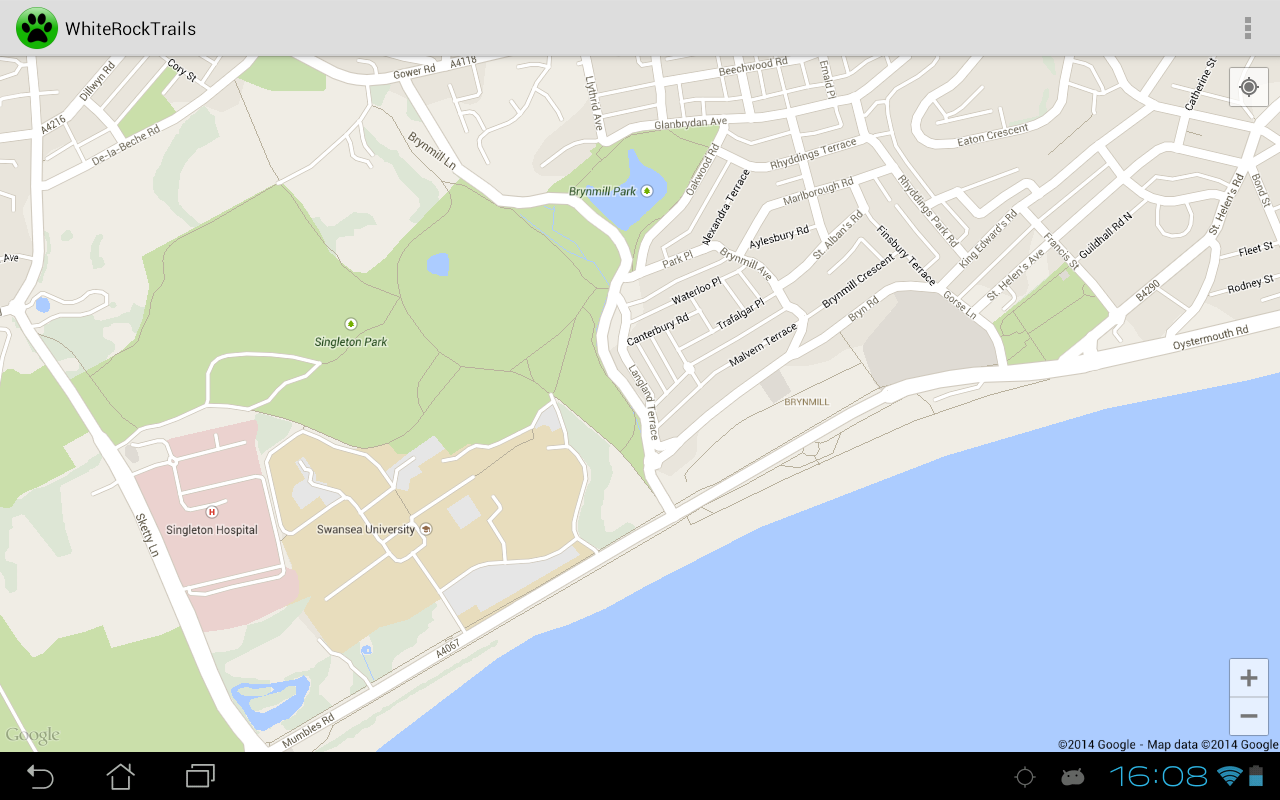 WhiteRockTrails
Cory St
Gower Rd
A4118
Beechwood Rd
Dillwyn Rd
Llythrid Ave
Ernald Pl
Catherine St
A4216
De-la-Beche Rd
Brynmill Ln
Glanbrydan Ave
Eaton Crescent
Oakwood Rd
Rhyddings Terrace
Brynmill Park
Alexandra Terrace
Marlborough Rd
Rhyddings Park Rd
St. Helen's Rd
Bond St
King Edward's Rd
Francis St
Guildhall Rd N
Aylesbury Rd
St. Alban's Rd
Finsbury Terrace
Fleet St
Ave
Park Pl
Brynmill Ave
St. Helen's Ave
Waterloo Pl
Brynmill Crescent
Gorse Ln
B4290
Rodney St
Trafalgar Pl
Bryn Rd
Canterbury Rd
Malvern Terrace
Oystermouth Rd
Singleton Park
Langland Terrace
BRYNMILL
Sketty Ln
H
Singleton Hospital
Swansea University
A4067
Mumbles Rd
Google
+
−
©2014 Google - Map data ©2014 Google
16:08